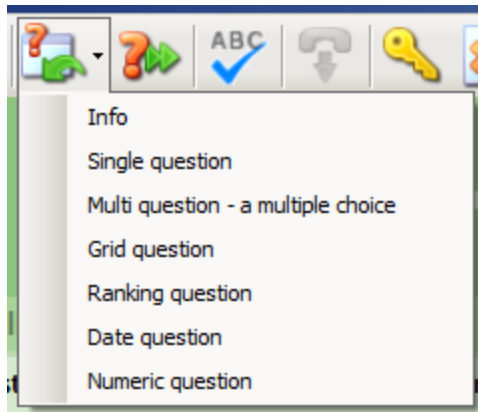 ABC
Info
Single question
Multi question - a multiple choice
Grid question
Ranking question
Date question
Numeric question